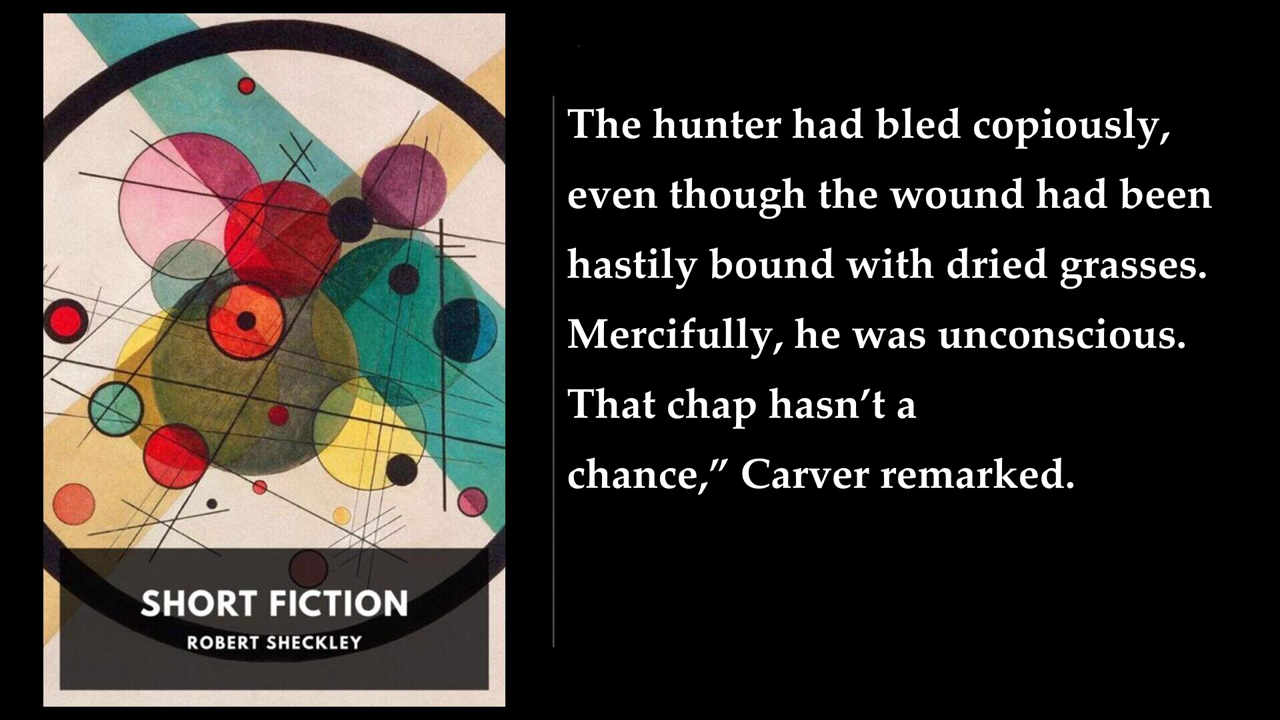 SHORT FICTION
ROBERT SHECKLEY
The hunter had bled copiously,
even though the wound had been
hastily bound with dried grasses.
Mercifully, he was unconscious.
That chap hasn’t a
chance,” Carver remarked.